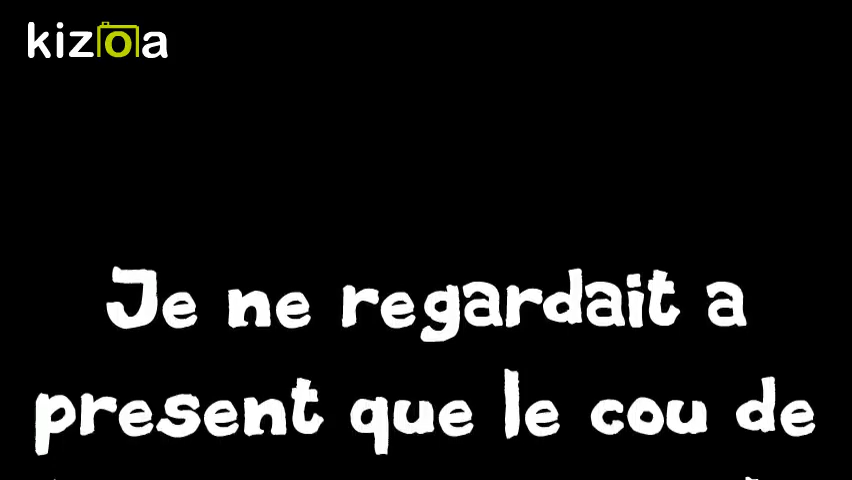 kizoa
Je ne regardait a
present que le cou de